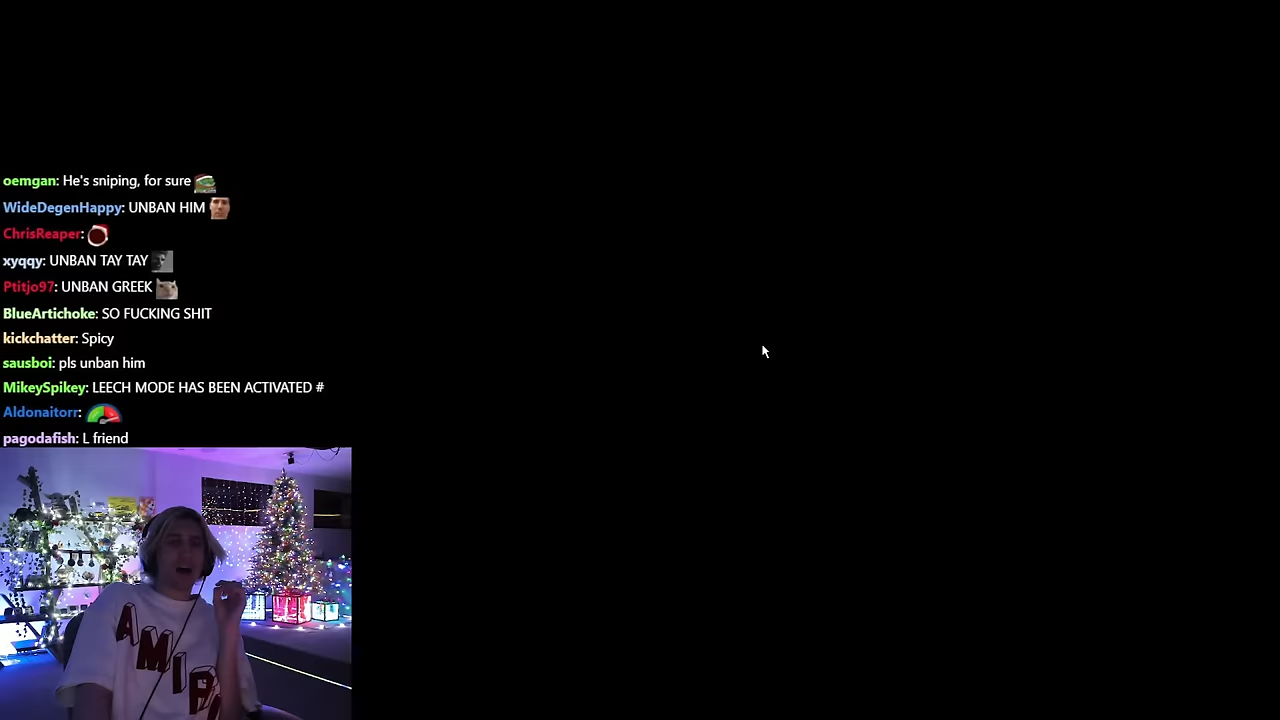 oemgan: He's sniping, for sure
WideDegenHappy: UNBAN HIM
ChrisReaper:
xyqqy: UNBAN TAY TAY
Ptitjo97: UNBAN GREEK
BlueArtichoke: SO FUCKING SHIT
kickchatter: Spicy
sausboi: pls unban him
MikeySpikey: LEECH MODE HAS BEEN ACTIVATED #
Aldonaitorr:
pagodafish: L friend
AMIRI